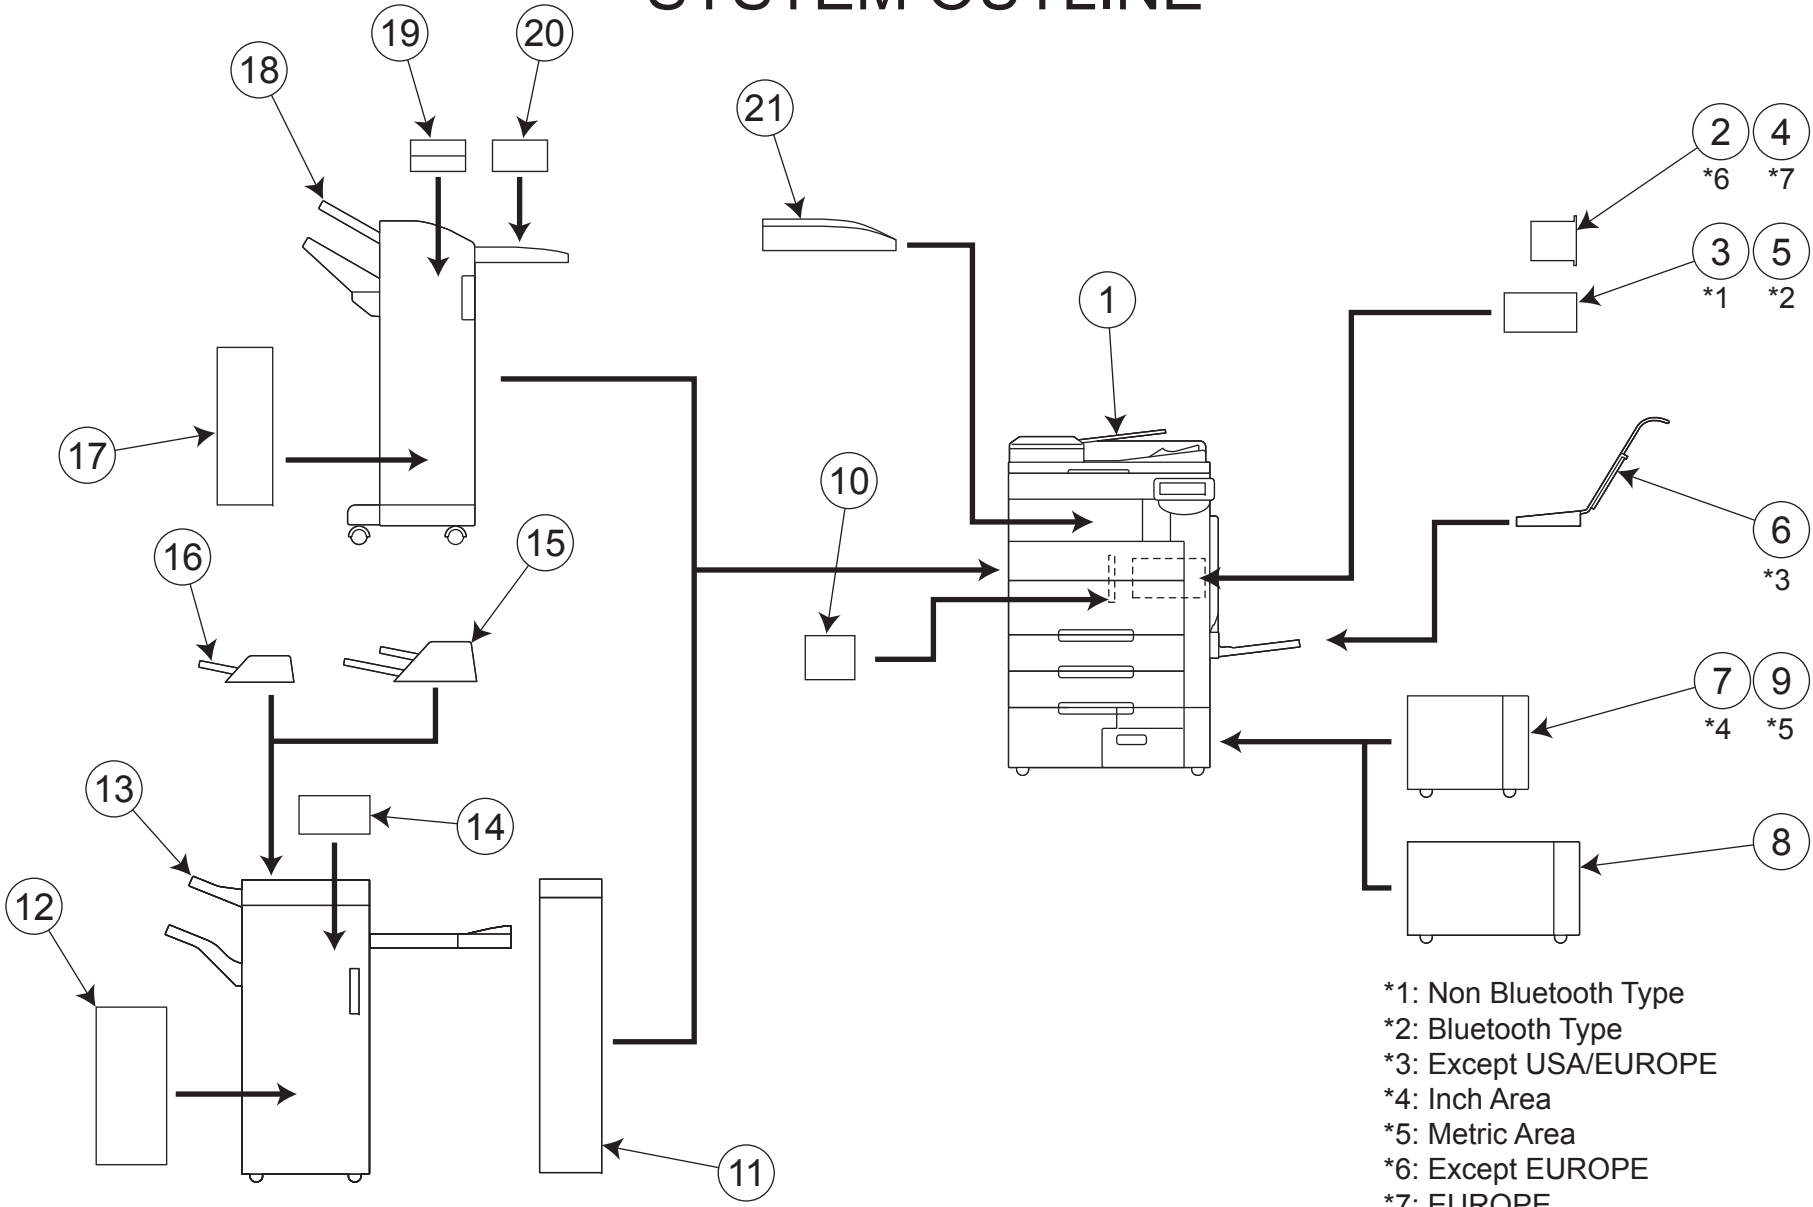 SYSTEM OUTLINE
19 20
18
21
2 4
*6 *7
3 5
*1 *2
1
17
10
6
*3
16 15
7 9
*4 *5
13
14
8
12
11
*1: Non Bluetooth Type
*2: Bluetooth Type
*3: Except USA/EUROPE
*4: Inch Area
*5: Metric Area
*6: Except EUROPE
*7: EUROPE